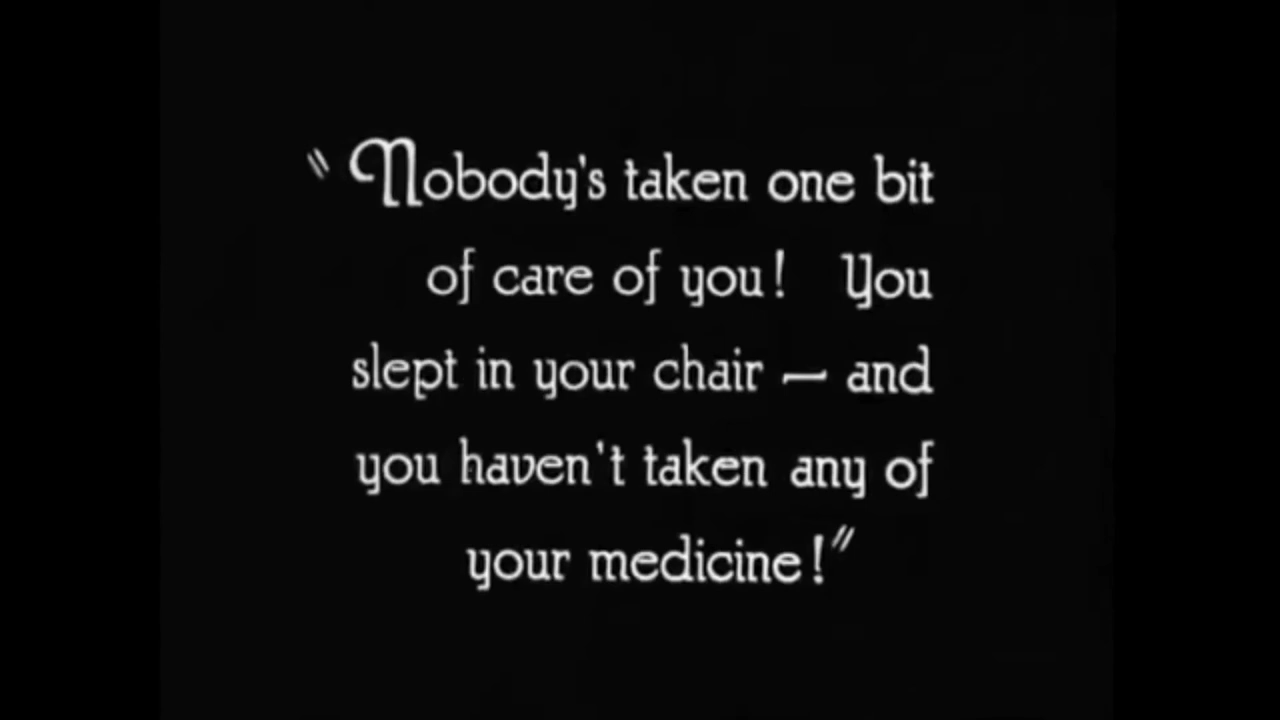 "Nobody's taken one bit
of care of you! You
slept in your chair — and
you haven't taken any of
your medicine!"